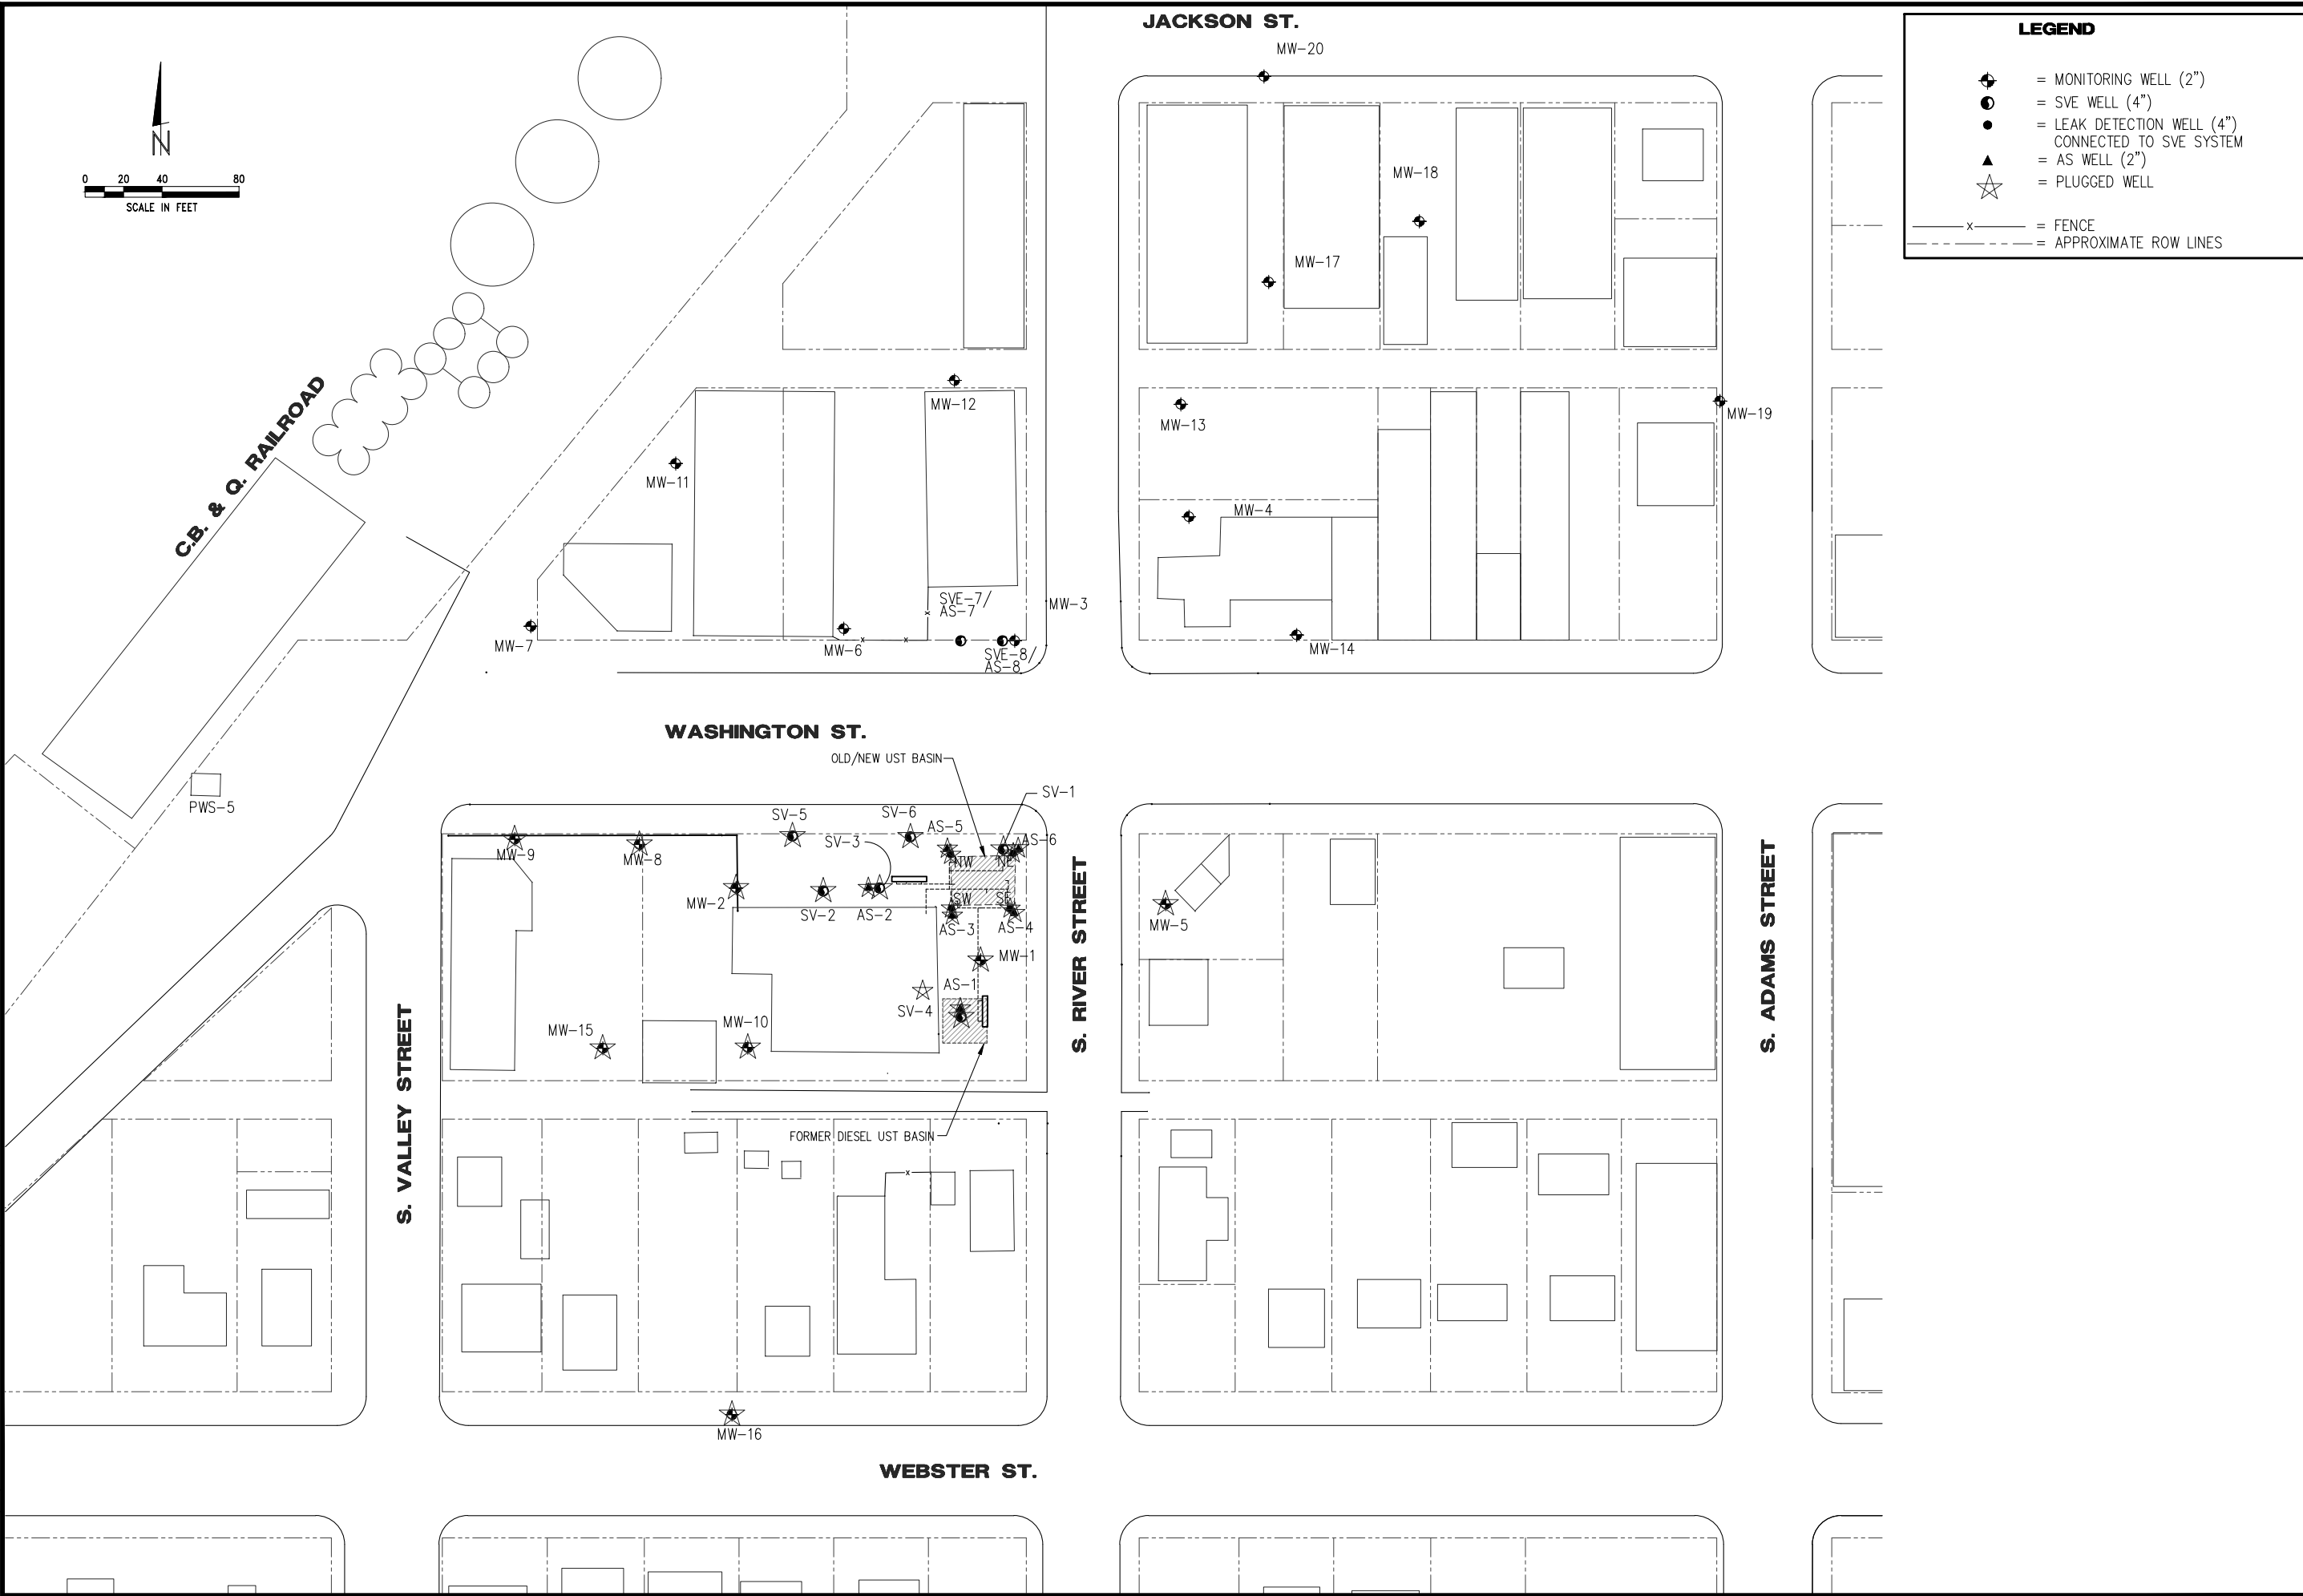 JACKSON ST.
LEGEND
= MONITORING WELL (2")
= SVE WELL (4")
= LEAK DETECTION WELL (4")
CONNECTED TO SVE SYSTEM
= AS WELL (2")
= PLUGGED WELL
x
= FENCE
= APPROXIMATE ROW LINES
N
0 20 40 80
SCALE IN FEET
MW-20
MW-18
MW-17
C.B. & Q. RAILROAD
MW-12
MW-13
MW-19
MW-11
MW-4
SVE-7/
AS-7
x
MW-3
MW-7
x
x
MW-6
SVE-8/
AS-8
MW-14
WASHINGTON ST.
OLD/NEW UST BASIN
PWS-5
SV-1
SV-5
SV-6
AS-5
SV-3
AS-6
MW-9
MW-8
NW
NE
MW-2
SV-2
AS-2
SW
SE
AS-3
AS-4
MW-5
MW-1
AS-1
SV-4
MW-15
MW-10
S. VALLEY STREET
S. RIVER STREET
S. ADAMS STREET
FORMER DIESEL UST BASIN
x
MW-16
WEBSTER ST.